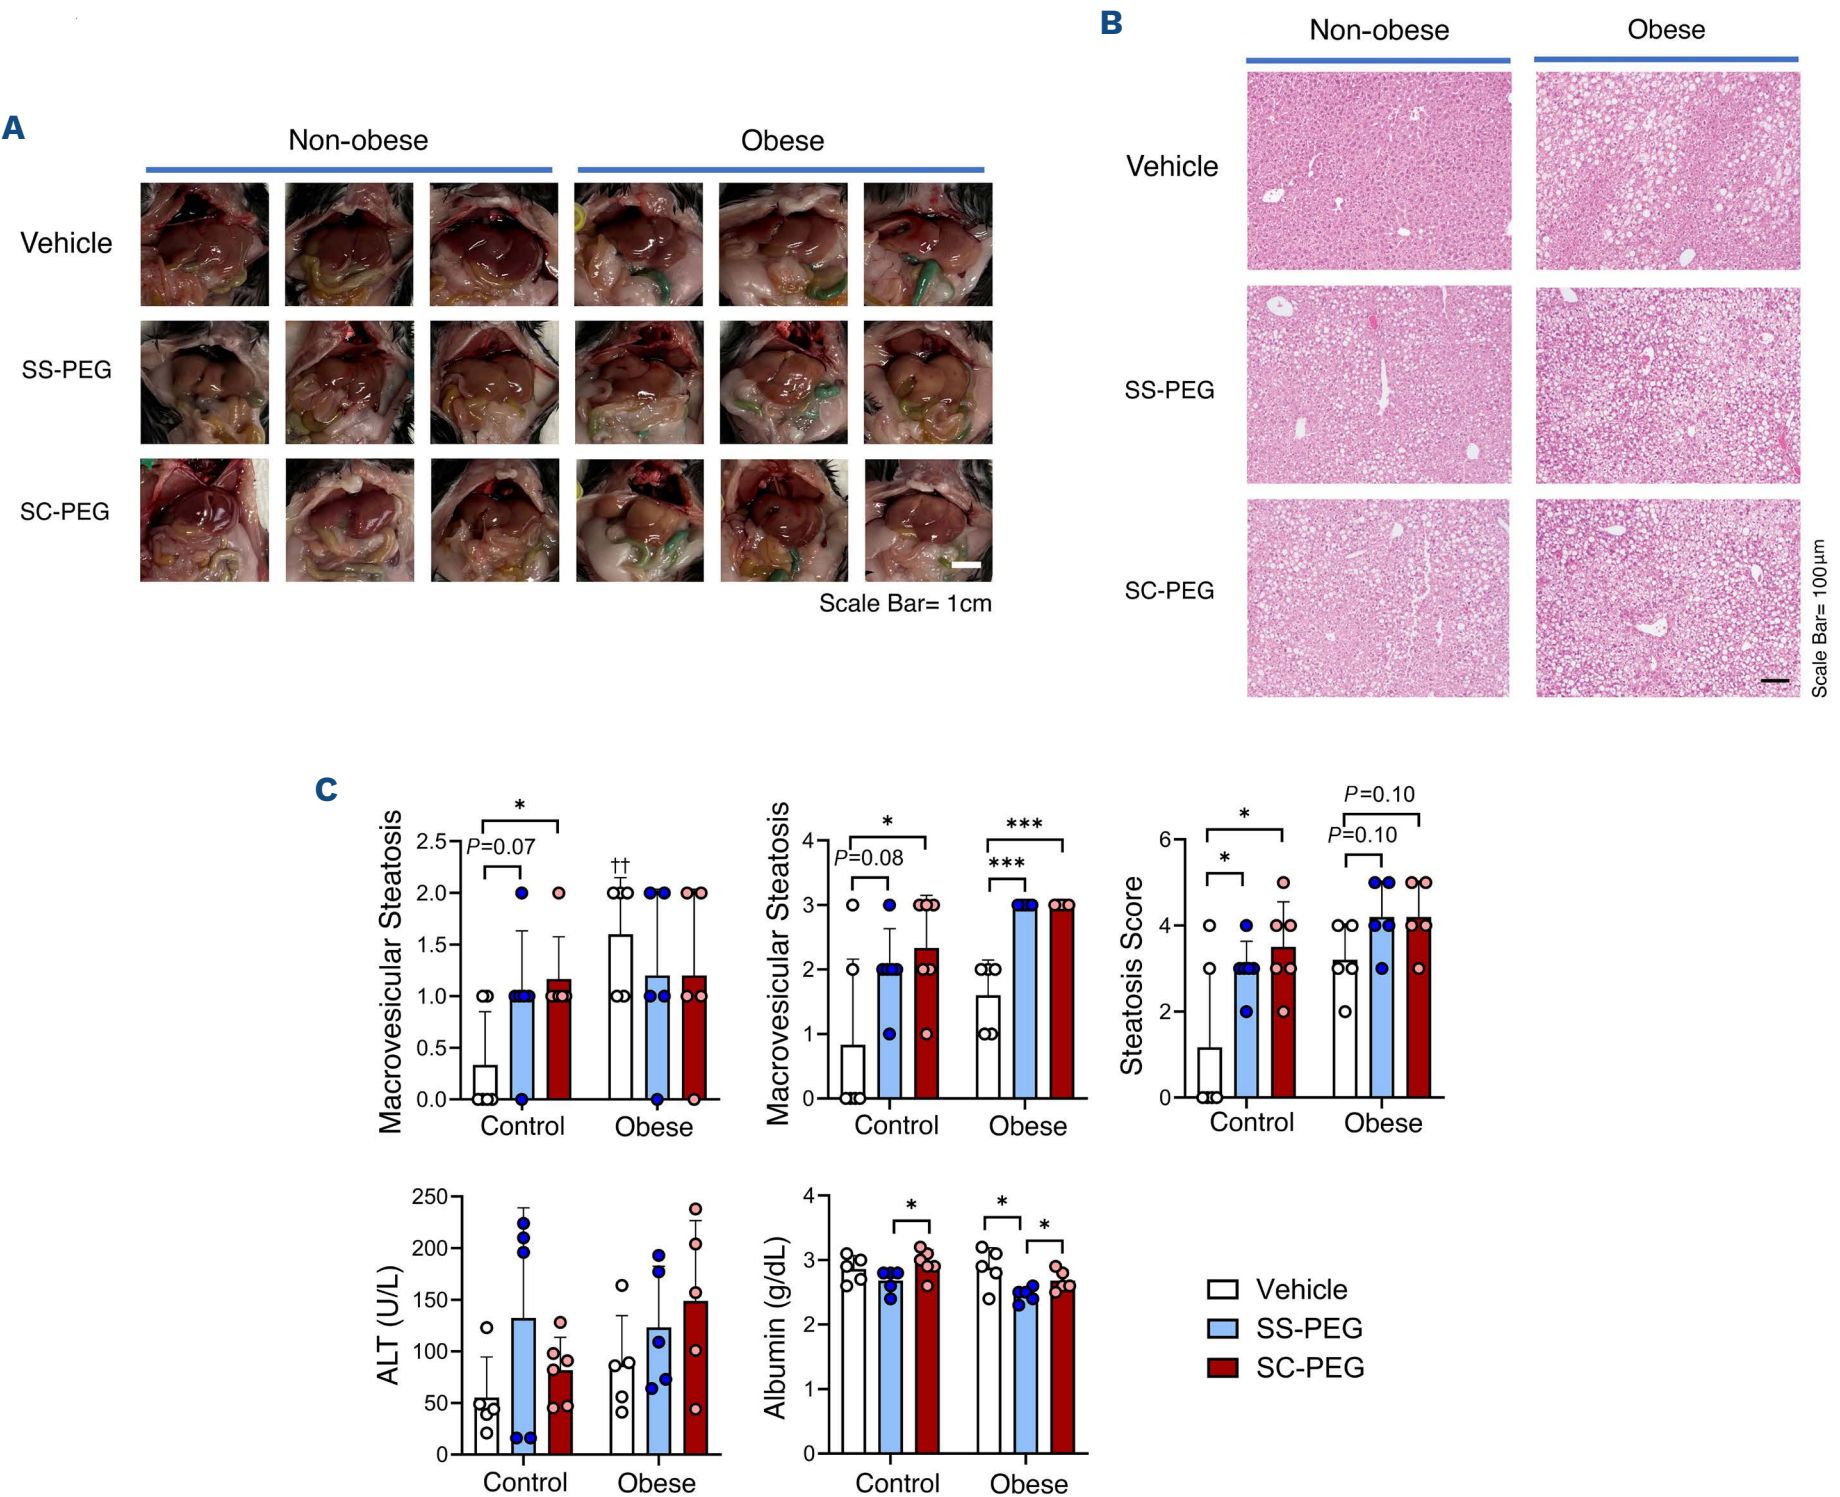 A
Non-obese Obese
Vehicle
SS-PEG
SC-PEG
Scale Bar= 1cm
B
Non-obese Obese
Vehicle
SS-PEG
SC-PEG
Scale Bar= 100µm
C
Macrovesicular Steatosis
2.5
2.0
1.5
1.0
0.5
0.0
P=0.07
*
††
Control Obese
Macrovesicular Steatosis
4
3
2
1
0
P=0.08
*
***
***
Control Obese
Steatosis Score
6
4
2
0
*
*
P=0.10
P=0.10
Control Obese
ALT (U/L)
250
200
150
100
50
0
Control Obese
Albumin (g/dL)
4
3
2
1
0
*
*
*
Control Obese
Vehicle
SS-PEG
SC-PEG